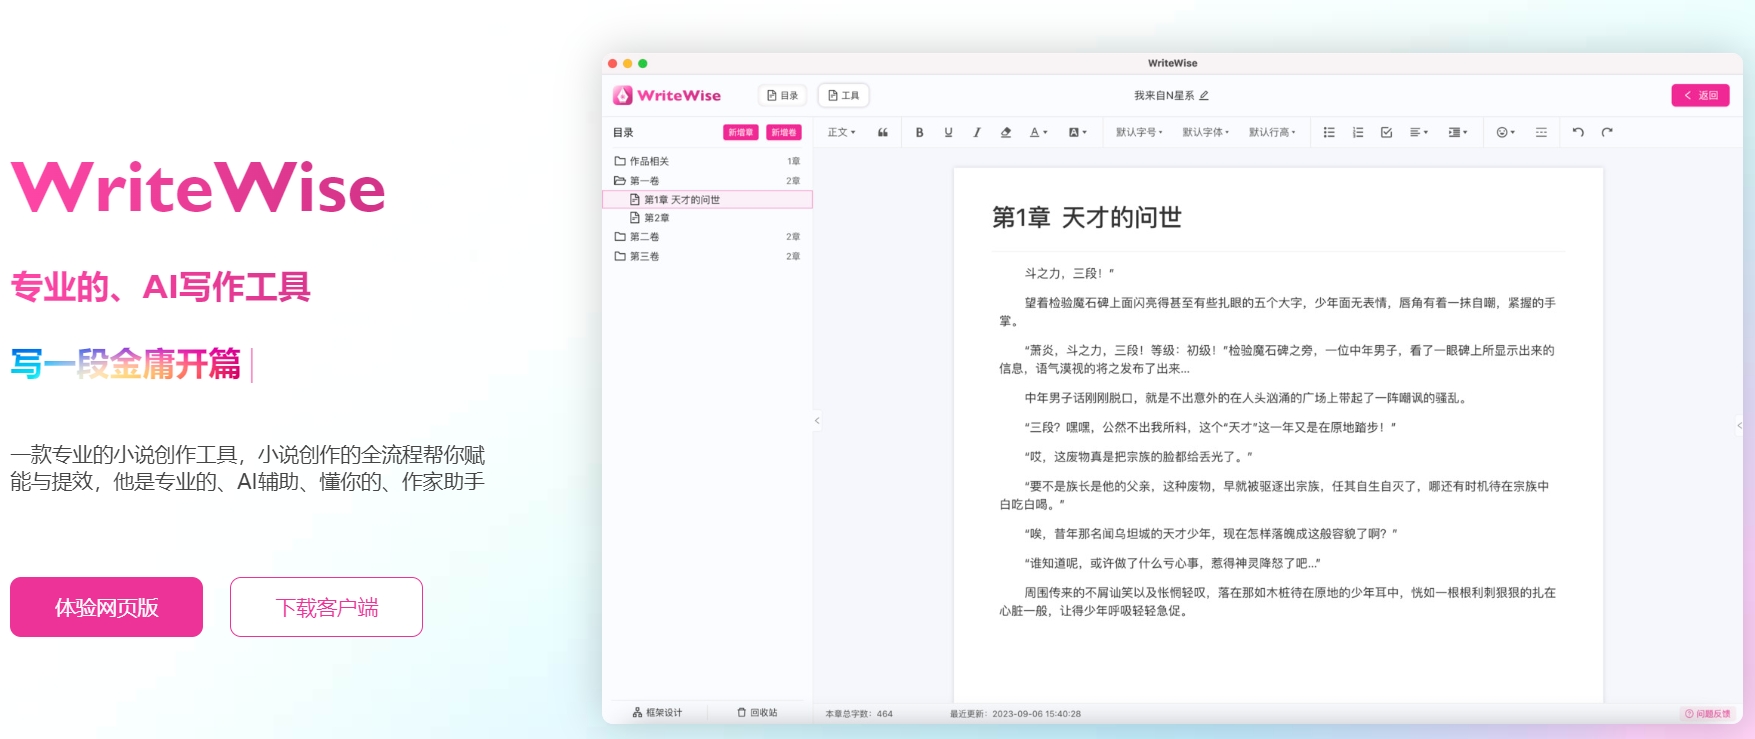 WriteWise
专业的、AI写作工具
写一段金庸开篇
一款专业的小说创作工具，小说创作的全流程帮你赋
能与提效，他是专业的、AI辅助、懂你的、作家助手
体验网页版 下载客户端
WriteWise
WriteWise 目录 工具 我来自N星系 返回
目录 新增章 新增卷
正文 B U I A A 默认字号 默认字体 默认行高
作品相关 1章
第一卷 2章
第1章 天才的问世
第2章
第二卷 2章
第三卷 2章
框架设计 回收站
第1章 天才的问世
斗之力，三段！”
望着检验魔石碑上面闪亮得甚至有些扎眼的五个大字，少年面无表情，唇角有着一抹自嘲，紧握的手
掌。
“萧炎，斗之力，三段！等级：初级！”检验魔石碑之旁，一位中年男子，看了一眼碑上所显示出来的
信息，语气漠视的将之发布了出来...
中年男子话刚刚脱口，就是不出意外的在人头汹涌的广场上带起了一阵嘲讽的骚乱。
“三段？嘿嘿，公然不出我所料，这个“天才”这一年又是在原地踏步！”
“哎，这废物真是把宗族的脸都给丢光了。”
“要不是族长是他的父亲，这种废物，早就被驱逐出宗族，任其自生自灭了，哪还有时机待在宗族中
白吃白喝。”
“唉，昔年那名闻乌坦城的天才少年，现在怎样落魄成这般容貌了啊？”
“谁知道呢，或许做了什么亏心事，惹得神灵降怒了吧...”
周围传来的不屑讪笑以及怅惘轻叹，落在那如木桩待在原地的少年耳中，恍如一根根利刺狠狠的扎在
心脏一般，让得少年呼吸轻轻急促。
本章总字数：464 最近更新：2023-09-06 15:40:28 问题反馈